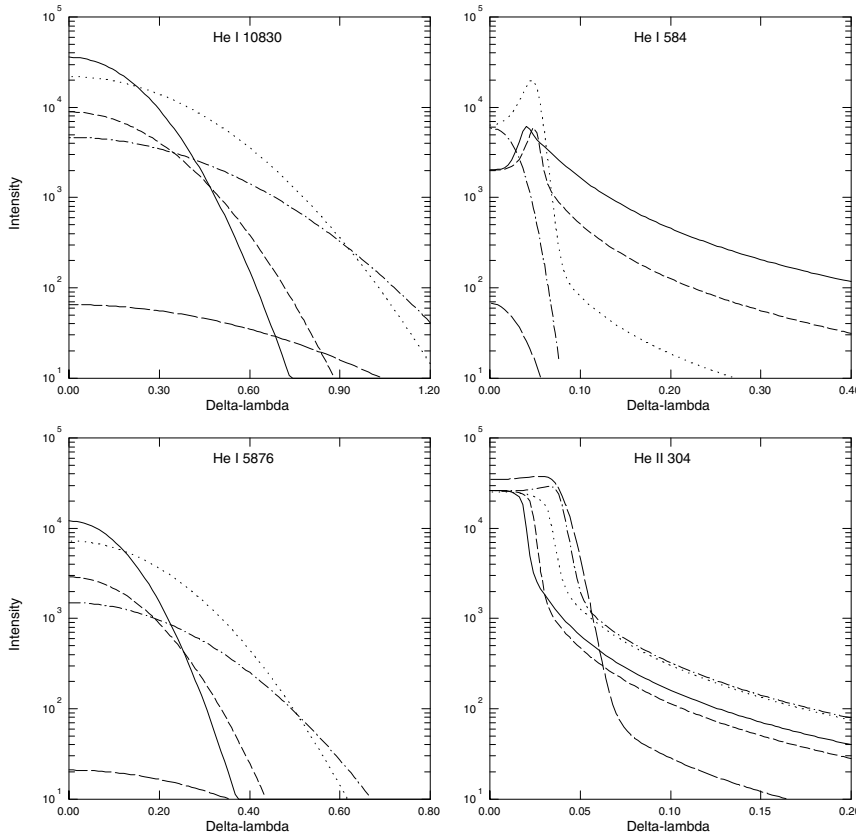 He I 10830
10^5
10^4
10^3
10^2
10^1
Intensity
0.00 0.30 0.60 0.90 1.20
Delta-lambda
He I 584
10^5
10^4
10^3
10^2
10^1
0.00 0.10 0.20 0.30 0.40
Delta-lambda
He I 5876
10^5
10^4
10^3
10^2
10^1
Intensity
0.00 0.20 0.40 0.60 0.80
Delta-lambda
He II 304
10^5
10^4
10^3
10^2
10^1
0.00 0.05 0.10 0.15 0.20
Delta-lambda